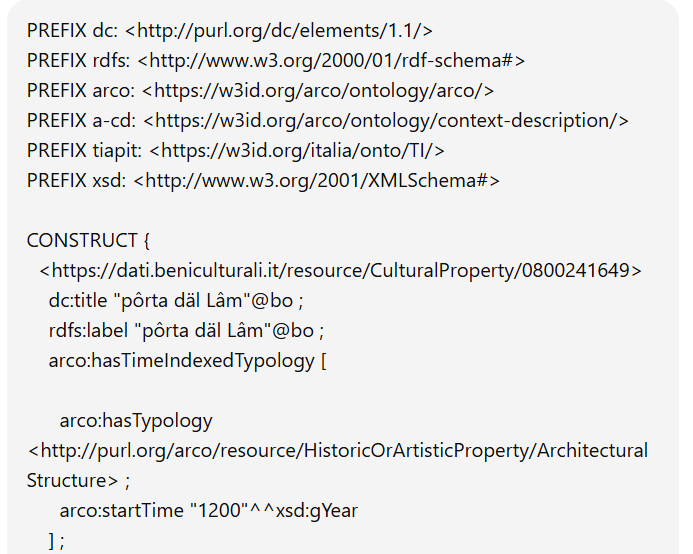 PREFIX dc: <http://purl.org/dc/elements/1.1/>
PREFIX rdfs: <http://www.w3.org/2000/01/rdf-schema#>
PREFIX arco: <https://w3id.org/arco/ontology/arco/>
PREFIX a-cd: <https://w3id.org/arco/ontology/context-description/>
PREFIX tiapit: <https://w3id.org/italia/onto/TI/>
PREFIX xsd: <http://www.w3.org/2001/XMLSchema#>
CONSTRUCT {
<https://dati.beniculturali.it/resource/CulturalProperty/0800241649>
dc:title "pôrta däl Lâm"@bo ;
rdfs:label "pôrta däl Lâm"@bo ;
arco:hasTimeIndexedTypology [
arco:hasTypology
<http://purl.org/arco/resource/HistoricOrArtisticProperty/Architectural
Structure> ;
arco:startTime "1200"^^xsd:gYear
] ;